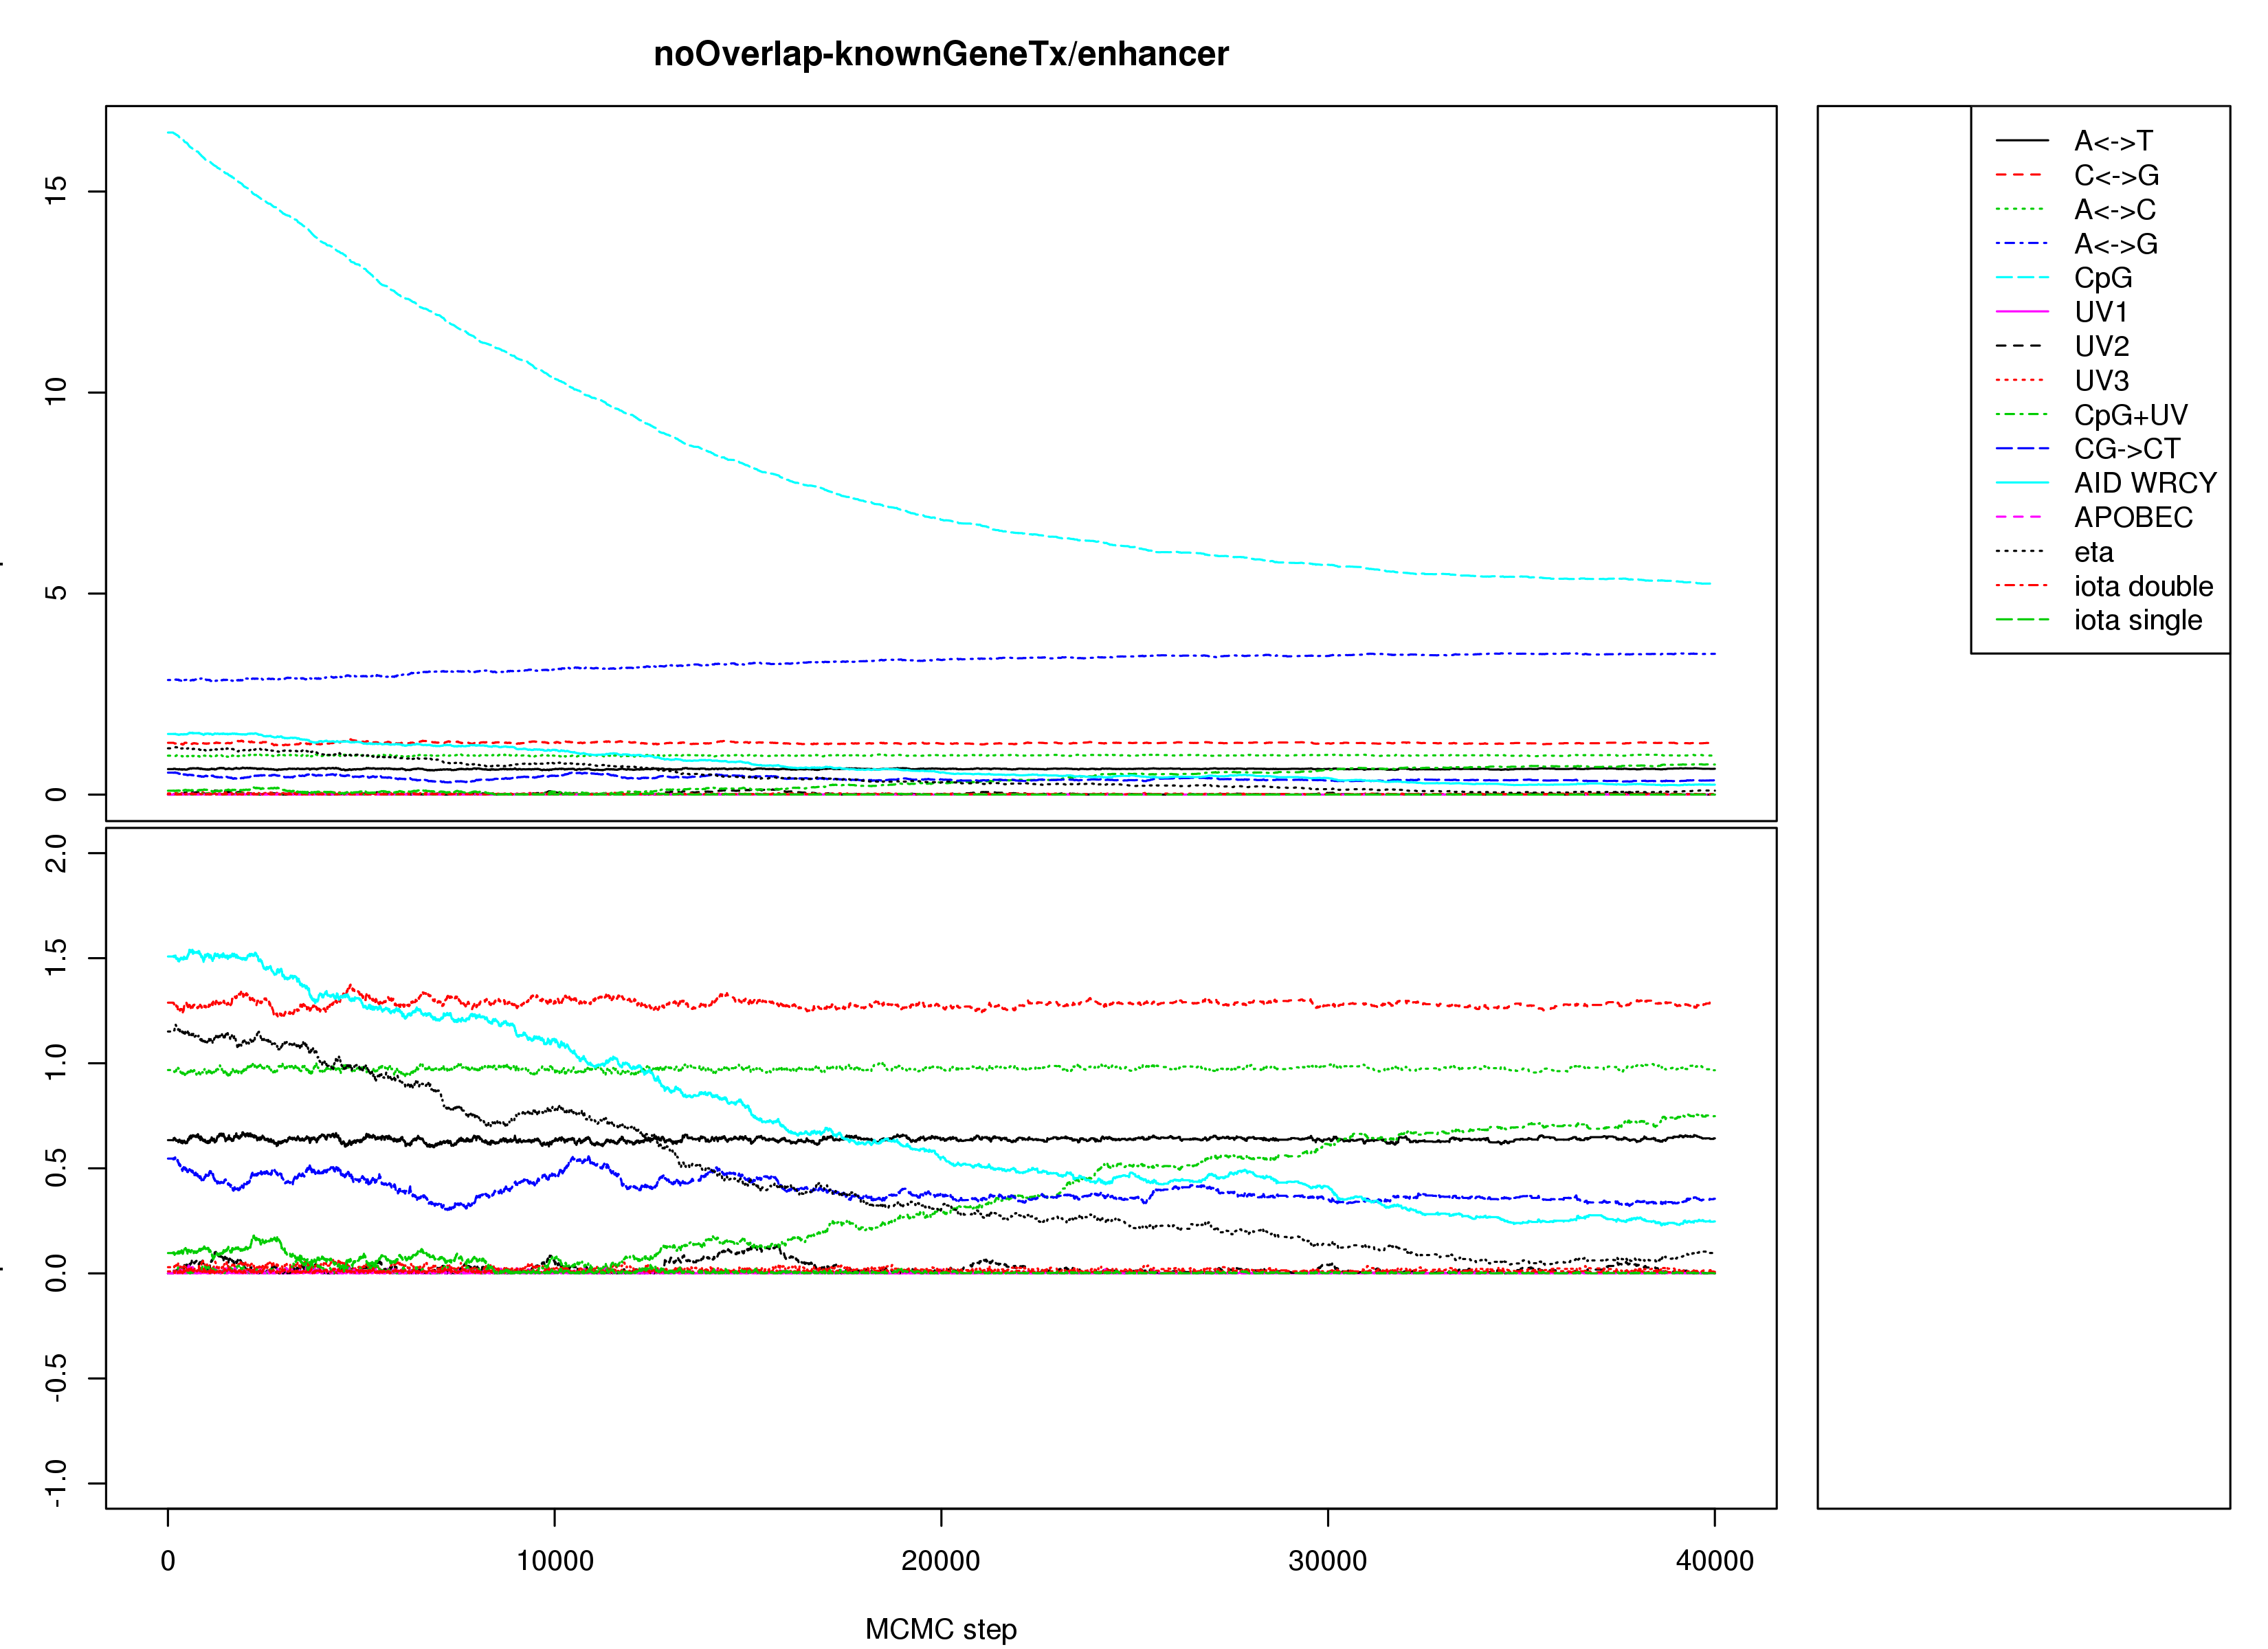 noOverlap-knownGeneTx/enhancer
15
10
5
0
A<->T
C<->G
A<->C
A<->G
CpG
UV1
UV2
UV3
CpG+UV
CG->CT
AID WRCY
APOBEC
eta
iota double
iota single
2.0
1.5
1.0
0.5
0.0
-0.5
-1.0
0 10000 20000 30000 40000
MCMC step